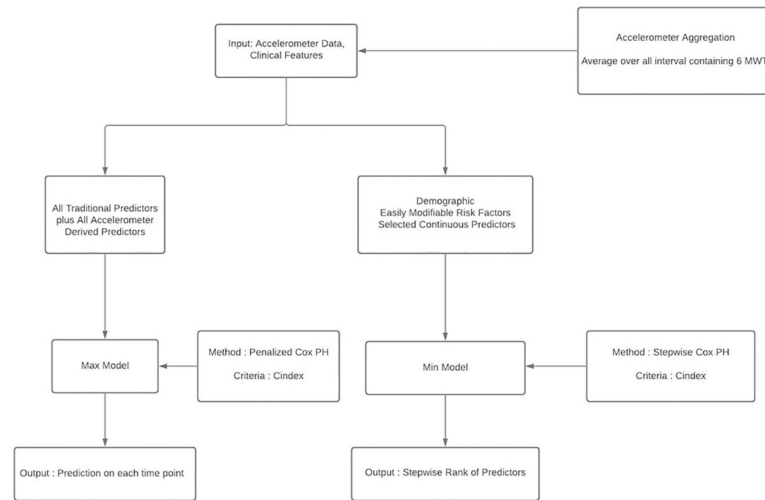 Input: Accelerometer Data,
Clinical Features
Accelerometer Aggregation
Average over all interval containing 6 MWT
All Traditional Predictors
plus All Accelerometer
Derived Predictors
Demographic
Easily Modifiable Risk Factors
Selected Continuous Predictors
Max Model
Method : Penalized Cox PH
Criteria : Cindex
Min Model
Method : Stepwise Cox PH
Criteria : Cindex
Output : Prediction on each time point
Output : Stepwise Rank of Predictors